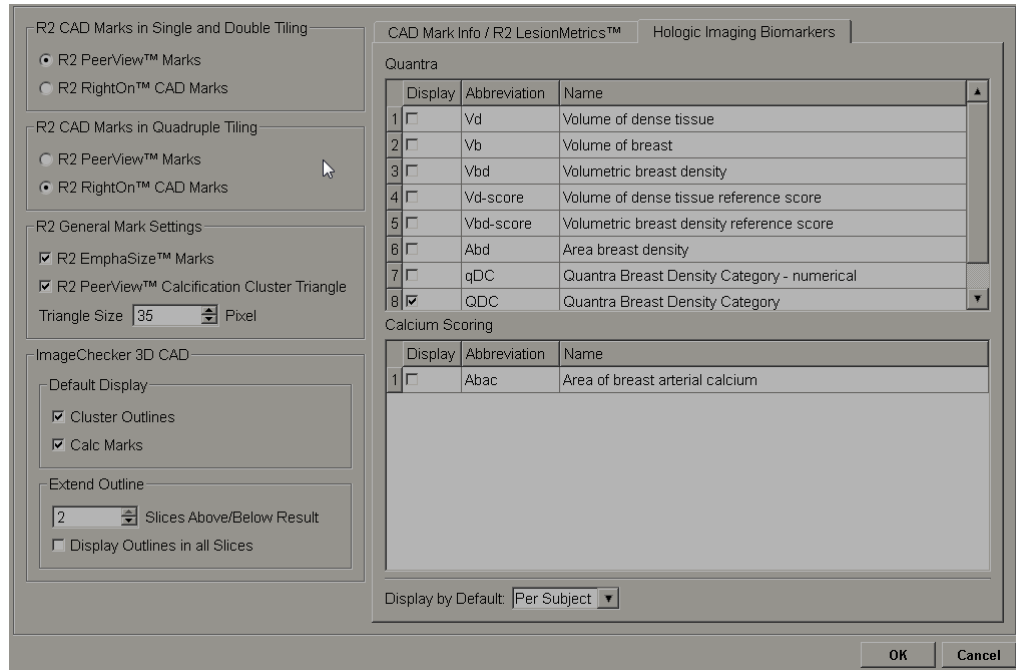 R2 CAD Marks in Single and Double Tiling
R2 PeerView™ Marks
R2 RightOn™ CAD Marks
R2 CAD Marks in Quadruple Tiling
R2 PeerView™ Marks
R2 RightOn™ CAD Marks
R2 General Mark Settings
R2 EmphaSize™ Marks
R2 PeerView™ Calcification Cluster Triangle
Triangle Size 35 Pixel
ImageChecker 3D CAD
Default Display
Cluster Outlines
Calc Marks
Extend Outline
2 Slices Above/Below Result
Display Outlines in all Slices
CAD Mark Info / R2 LesionMetrics™ Hologic Imaging Biomarkers
Quantra
Display Abbreviation Name
1 Vd Volume of dense tissue
2 Vb Volume of breast
3 Vbd Volumetric breast density
4 Vd-score Volume of dense tissue reference score
5 Vbd-score Volumetric breast density reference score
6 Abd Area breast density
7 qDC Quantra Breast Density Category - numerical
8 QDC Quantra Breast Density Category
Calcium Scoring
Display Abbreviation Name
1 Abac Area of breast arterial calcium
Display by Default: Per Subject
OK Cancel